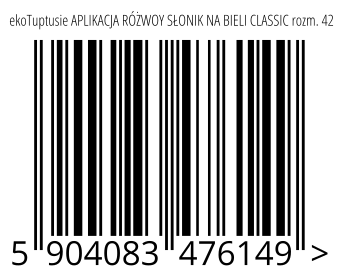 ekoTuptusie APLIKACJA RÓŻWOY SŁONIK NA BIELI CLASSIC rozm. 42
5 904083 476149 >